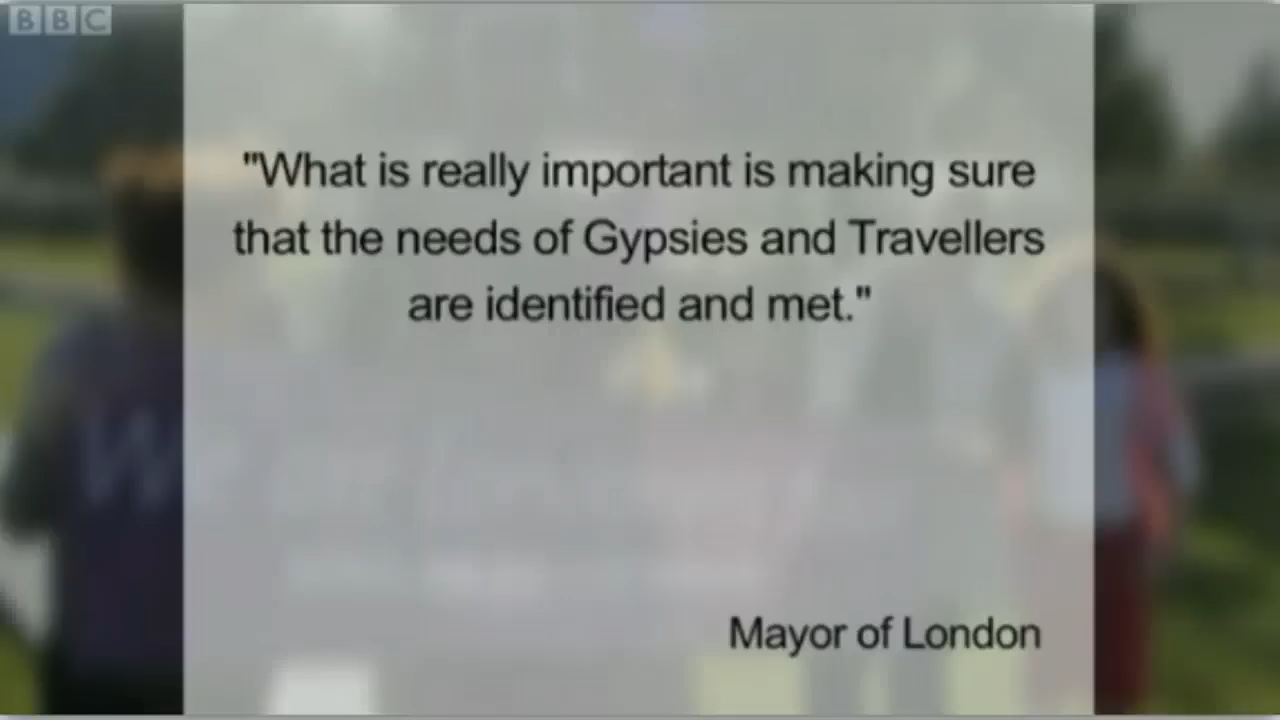 BBC
"What is really important is making sure
that the needs of Gypsies and Travellers
are identified and met."
Mayor of London